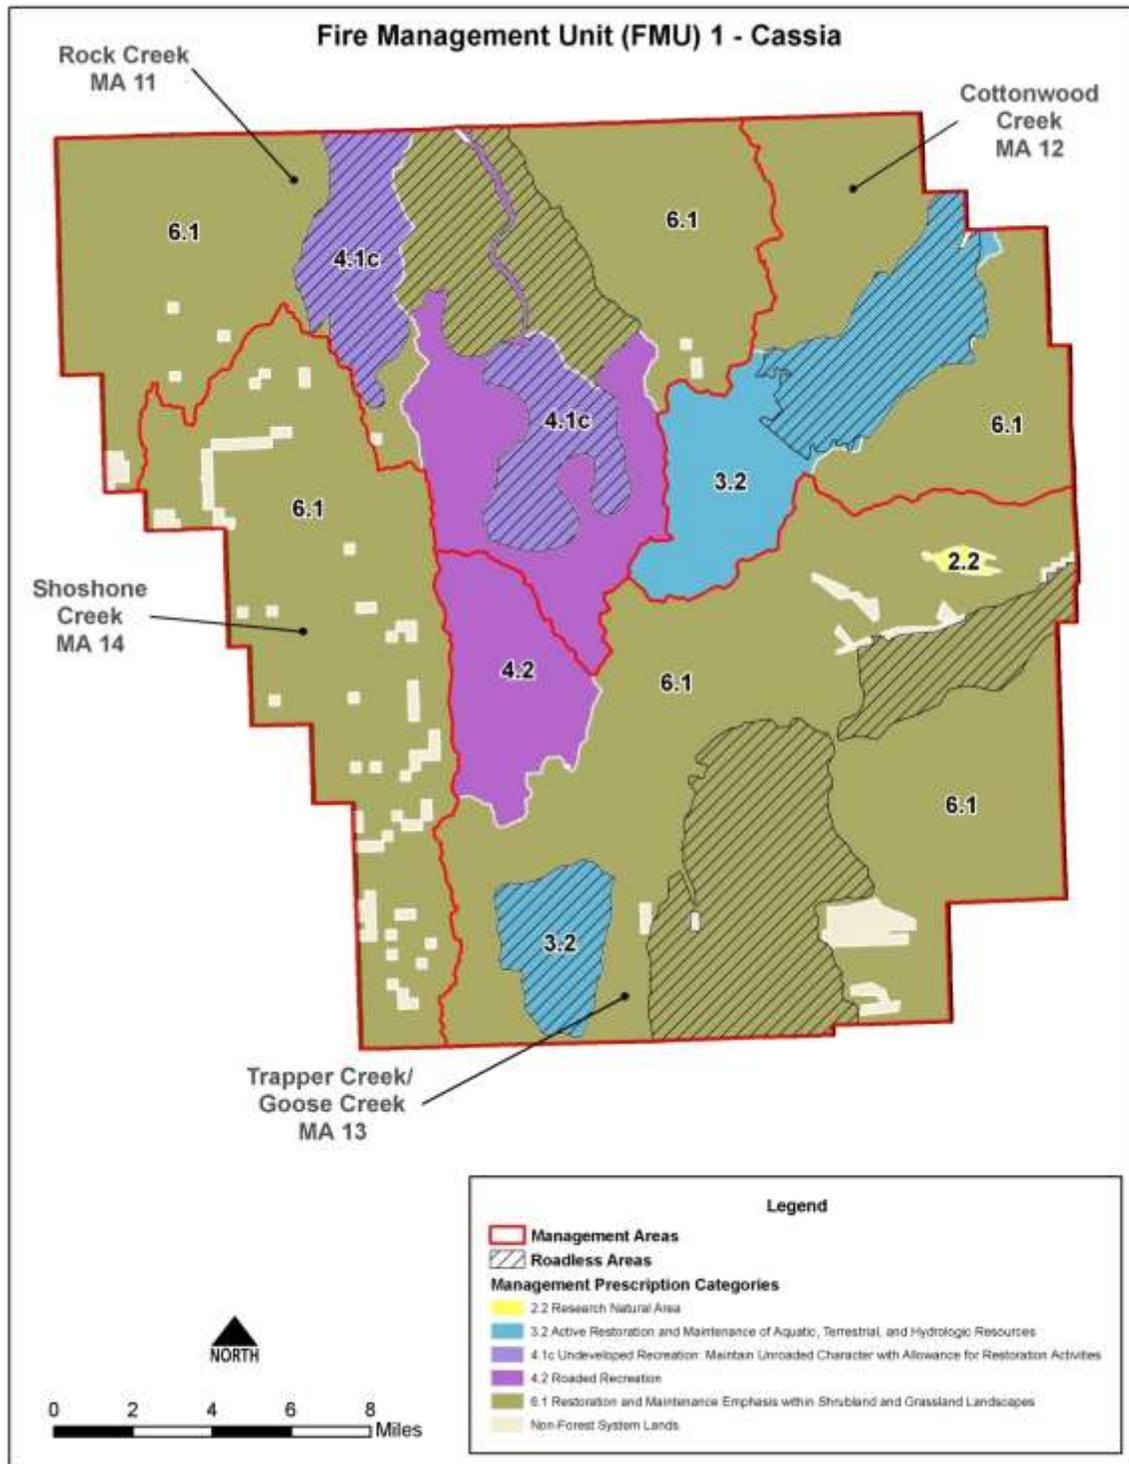 Fire Management Unit (FMU) 1 - Cassia
Rock Creek
MA 11
Cottonwood
Creek
MA 12
6.1
4.1c
6.1
4.1c
6.1
3.2
6.1
2.2
Shoshone
Creek
MA 14
4.2
6.1
6.1
3.2
Trapper Creek/
Goose Creek
MA 13
Legend
Management Areas
Roadless Areas
Management Prescription Categories
2.2 Research Natural Area
3.2 Active Restoration and Maintenance of Aquatic, Terrestrial, and Hydrologic Resources
4.1c Undeveloped Recreation: Maintain Unroaded Character with Allowance for Restoration Activities
4.2 Roaded Recreation
6.1 Restoration and Maintenance Emphasis within Shrubland and Grassland Landscapes
Non-Forest System Lands
NORTH
0 2 4 6 8
Miles